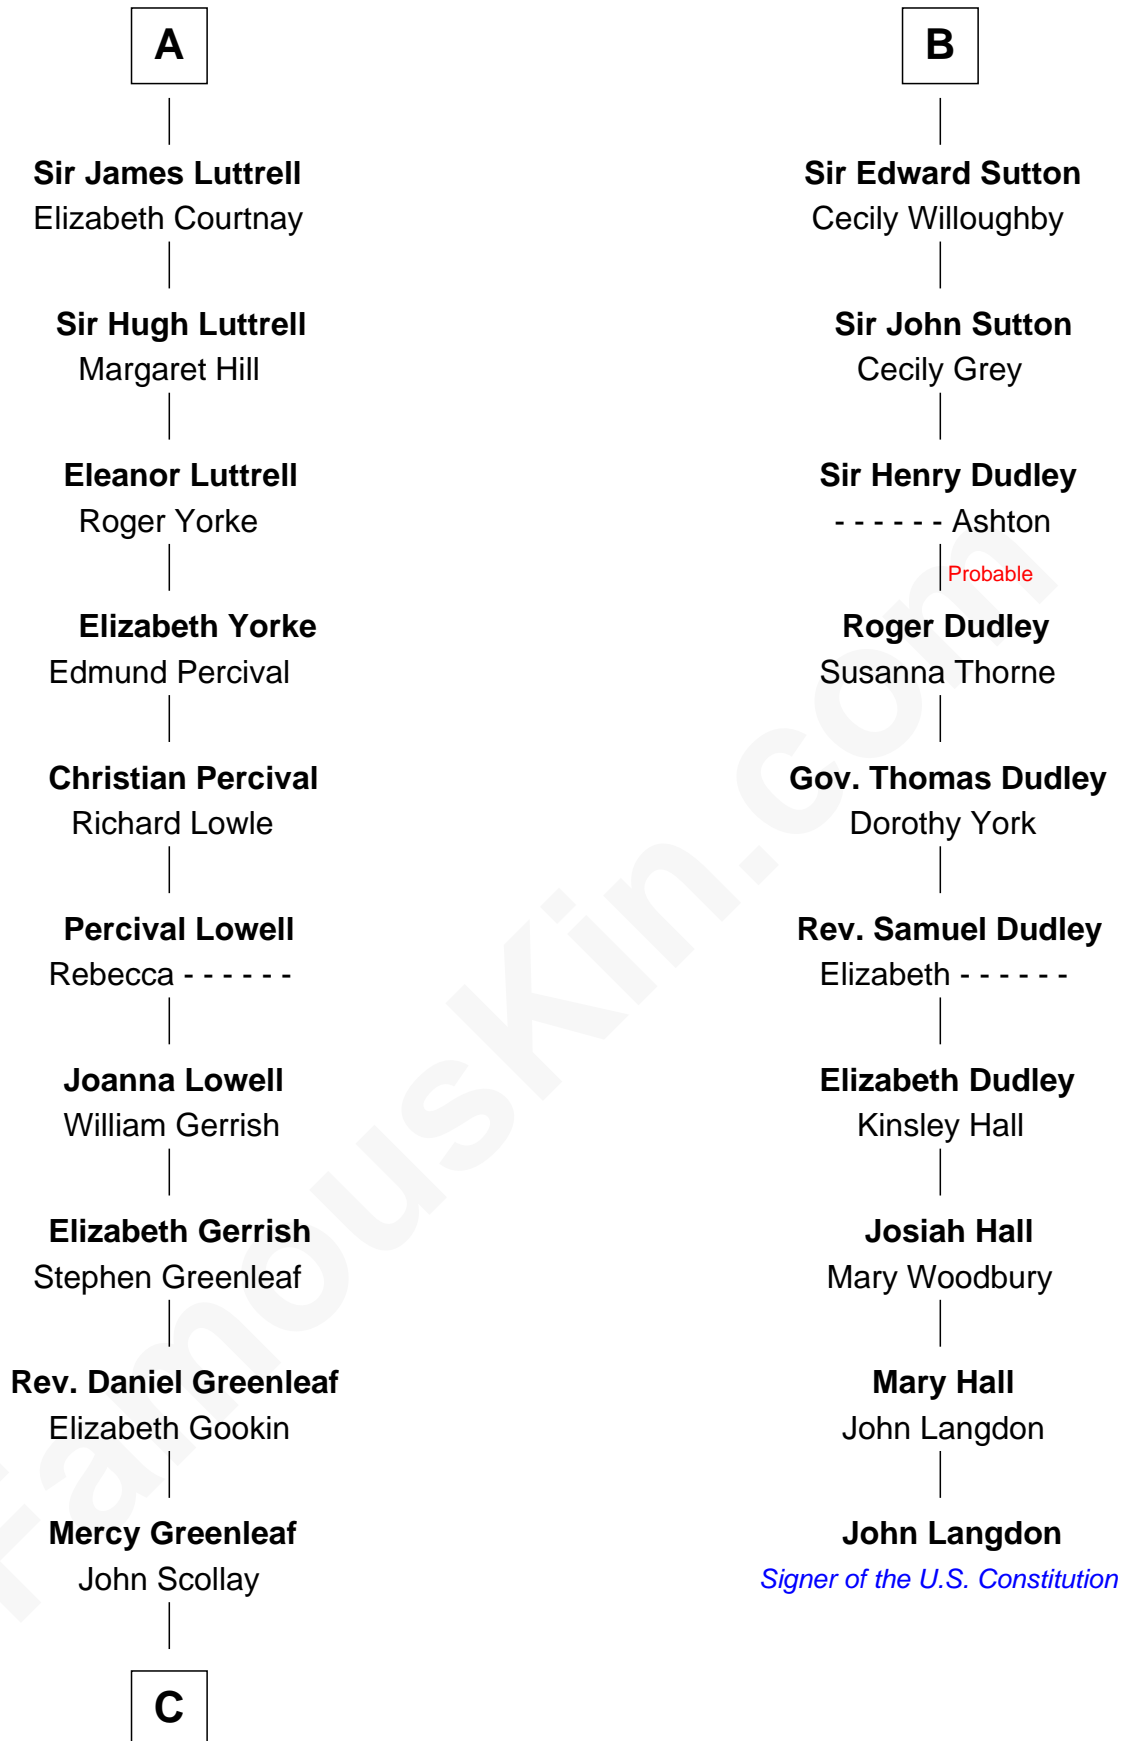 A
Sir James Luttrell
Elizabeth Courtnay
Sir Hugh Luttrell
Margaret Hill
Eleanor Luttrell
Roger Yorke
Elizabeth Yorke
Edmund Percival
Christian Percival
Richard Lowle
Percival Lowell
Rebecca - - - - - -
Joanna Lowell
William Gerrish
Elizabeth Gerrish
Stephen Greenleaf
Rev. Daniel Greenleaf
Elizabeth Gookin
Mercy Greenleaf
John Scollay
C
B
Sir Edward Sutton
Cecily Willoughby
Sir John Sutton
Cecily Grey
Sir Henry Dudley
- - - - - - Ashton
Probable
Roger Dudley
Susanna Thorne
Gov. Thomas Dudley
Dorothy York
Rev. Samuel Dudley
Elizabeth - - - - - -
Elizabeth Dudley
Kinsley Hall
Josiah Hall
Mary Woodbury
Mary Hall
John Langdon
John Langdon
Signer of the U.S. Constitution
FamousKin.com